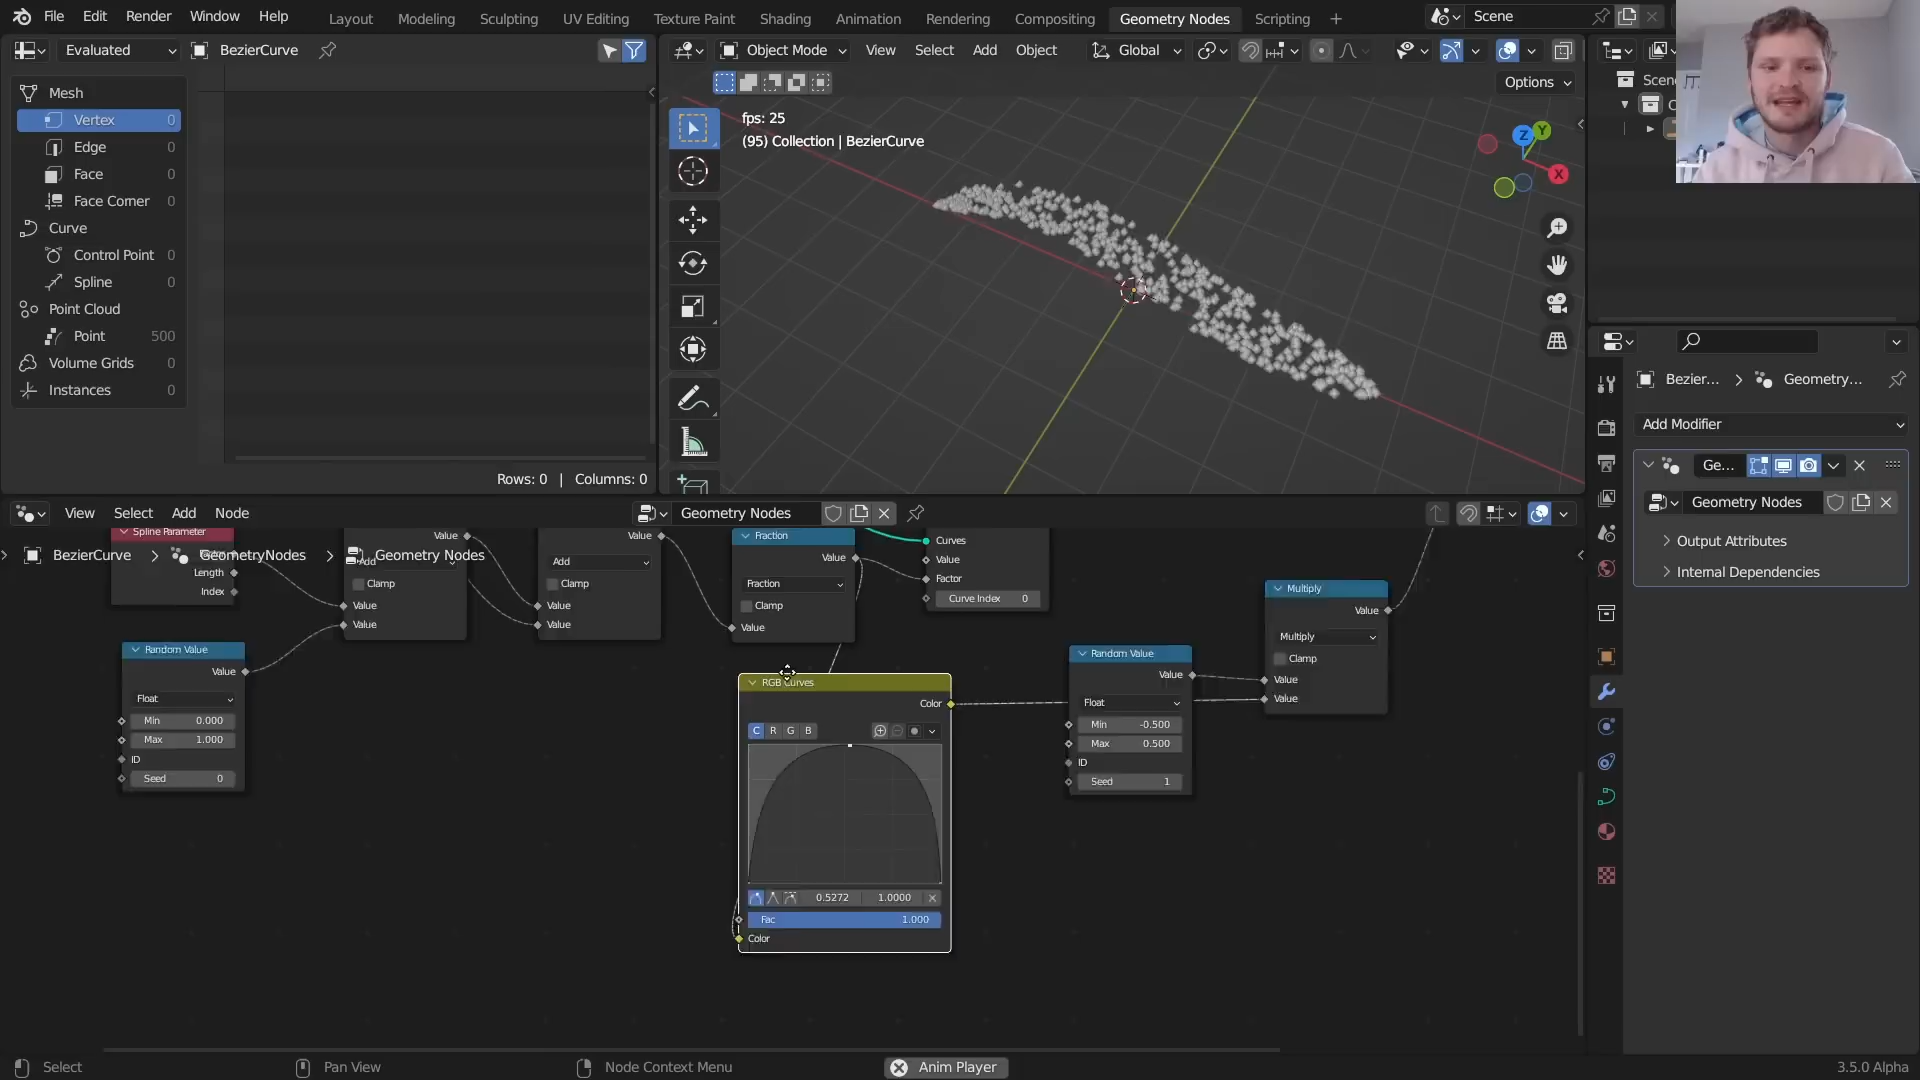 File Edit Render Window Help
Layout Modeling Sculpting UV Editing Texture Paint Shading Animation Rendering Compositing Geometry Nodes Scripting
Scene
Evaluated BezierCurve
Object Mode View Select Add Object Global
Options
Mesh
Vertex 0
Edge 0
Face 0
Face Corner 0
Curve
Control Point 0
Spline 0
Point Cloud
Point 500
Volume Grids 0
Instances 0
Rows: 0 | Columns: 0
fps: 25
(95) Collection | BezierCurve
Z
Y
X
Scen
C
Bezier... Geometry...
Add Modifier
Ge...
Geometry Nodes
Output Attributes
Internal Dependencies
View Select Add Node
Geometry Nodes
BezierCurve GeometryNodes Geometry Nodes
Spline Parameter
Length
Index
Random Value
Value
Float
Min 0.000
Max 1.000
ID
Seed 0
Value
Add
Clamp
Value
Value
Value
Add
Clamp
Value
Value
Fraction
Value
Fraction
Clamp
Value
Curves
Value
Factor
Curve Index 0
RGB Curves
Color
C R G B
0.5272 1.0000
Fac 1.000
Color
Random Value
Value
Float
Min -0.500
Max 0.500
ID
Seed 1
Multiply
Value
Multiply
Clamp
Value
Value
Select Pan View Node Context Menu Anim Player 3.5.0 Alpha